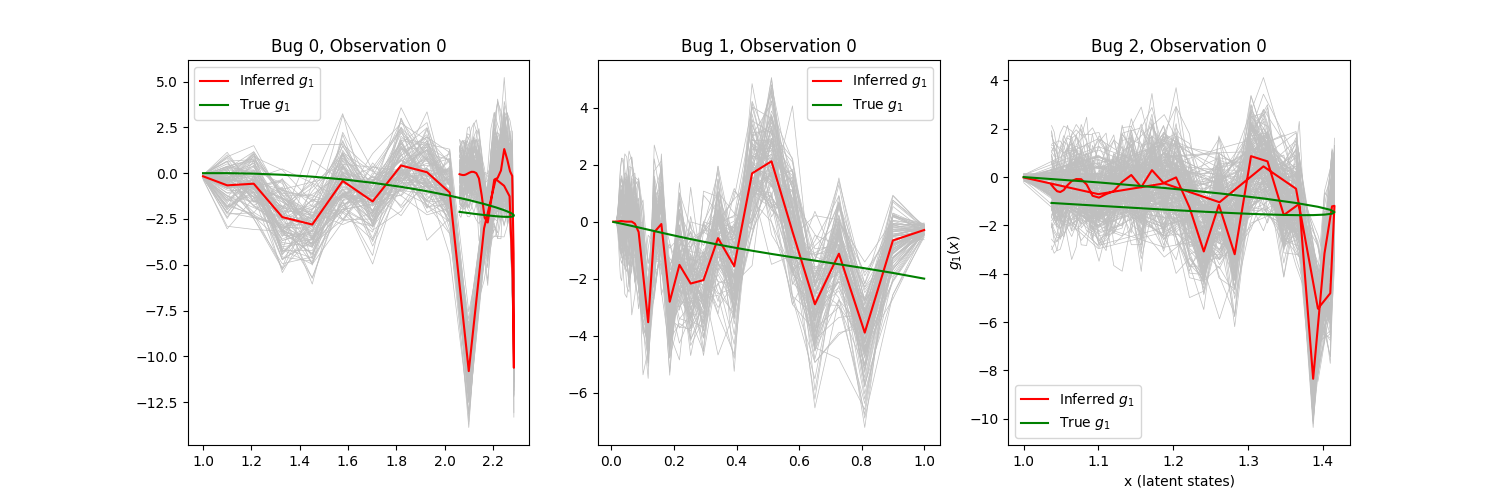 Bug 0, Observation 0
Inferred g₁
True g₁
5.0
2.5
0.0
−2.5
−5.0
−7.5
−10.0
−12.5
1.0 1.2 1.4 1.6 1.8 2.0 2.2
Bug 1, Observation 0
Inferred g₁
True g₁
4
2
0
−2
−4
−6
0.0 0.2 0.4 0.6 0.8 1.0
Bug 2, Observation 0
g₁(x)
4
2
0
−2
−4
−6
−8
−10
Inferred g₁
True g₁
1.0 1.1 1.2 1.3 1.4
x (latent states)